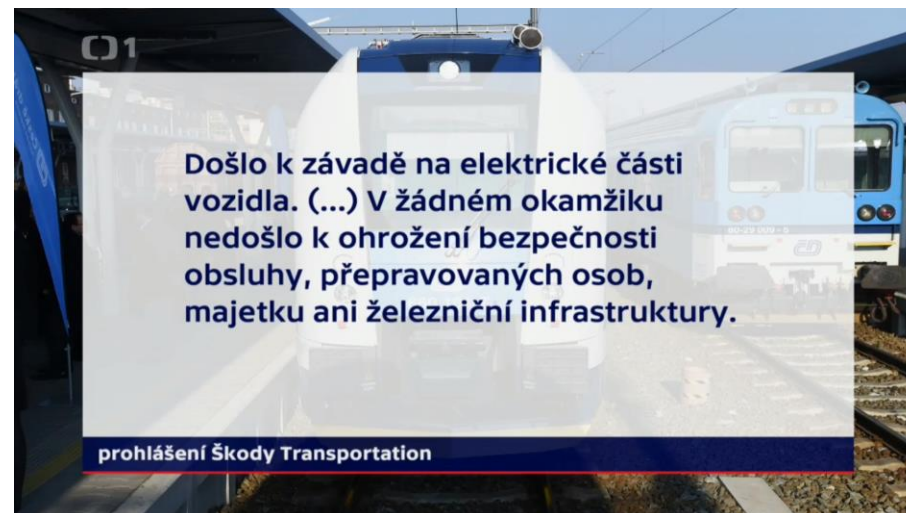 1
Došlo k závadě na elektrické části
vozidla. (...) V žádném okamžiku
nedošlo k ohrožení bezpečnosti
obsluhy, přepravovaných osob,
majetku ani železniční infrastruktury.
prohlášení Škody Transportation